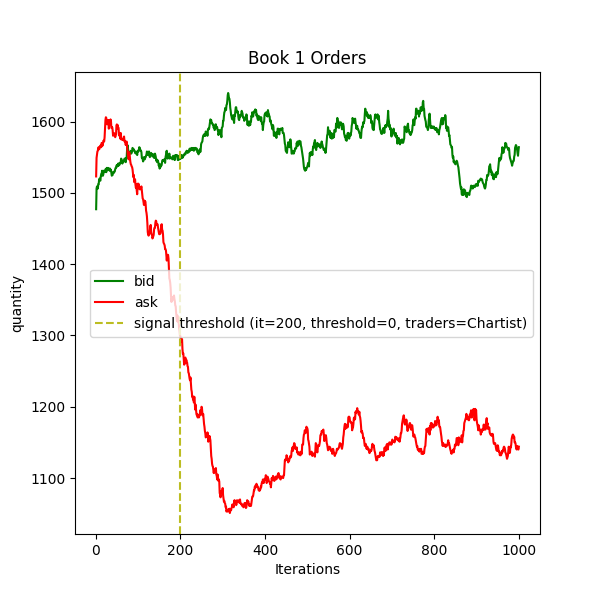 Book 1 Orders
quantity
1600
1500
1400
1300
1200
1100
bid
ask
signal threshold (it=200, threshold=0, traders=Chartist)
0 200 400 600 800 1000
Iterations